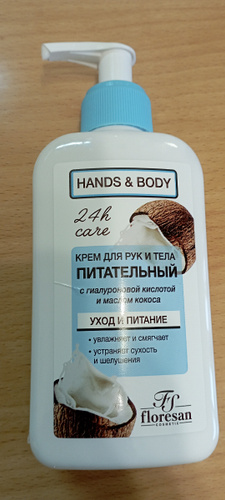 HANDS & BODY
24h
care
КРЕМ ДЛЯ РУК И ТЕЛА
ПИТАТЕЛЬНЫЙ
с гиалуроновой кислотой
и маслом кокоса
УХОД И ПИТАНИЕ
• увлажняет и смягчает
• устраняет сухость
и шелушения
FS
floresan
COSMETIC